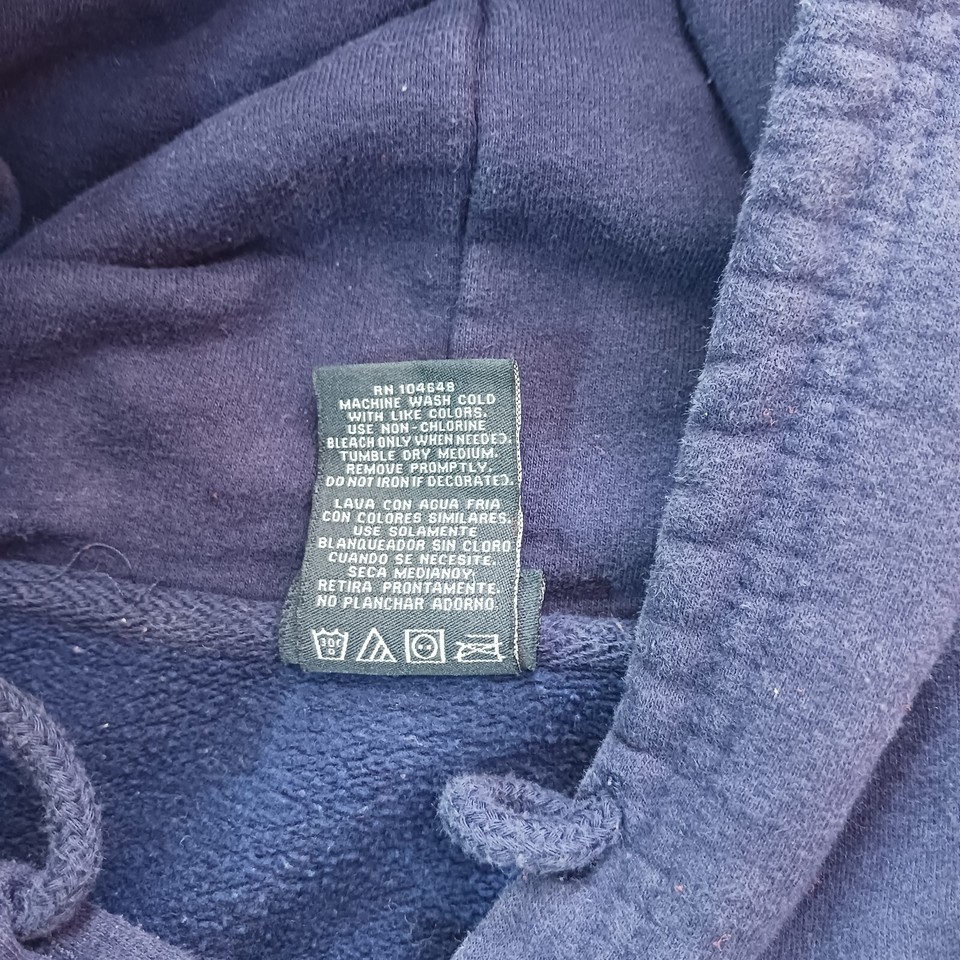 RN 104648
MACHINE WASH COLD
WITH LIKE COLORS.
USE NON-CHLORINE
BLEACH ONLY WHEN NEEDED.
TUMBLE DRY MEDIUM.
REMOVE PROMPTLY.
DO NOT IRON IF DECORATED.
LAVA CON AGUA FRIA
CON COLORES SIMILARES.
USE SOLAMENTE
BLANQUEADOR SIN CLORO
CUANDO SE NECESITE.
SECA MEDIANOY.
RETIRA PRONTAMENTE.
NO PLANCHAR ADORNO